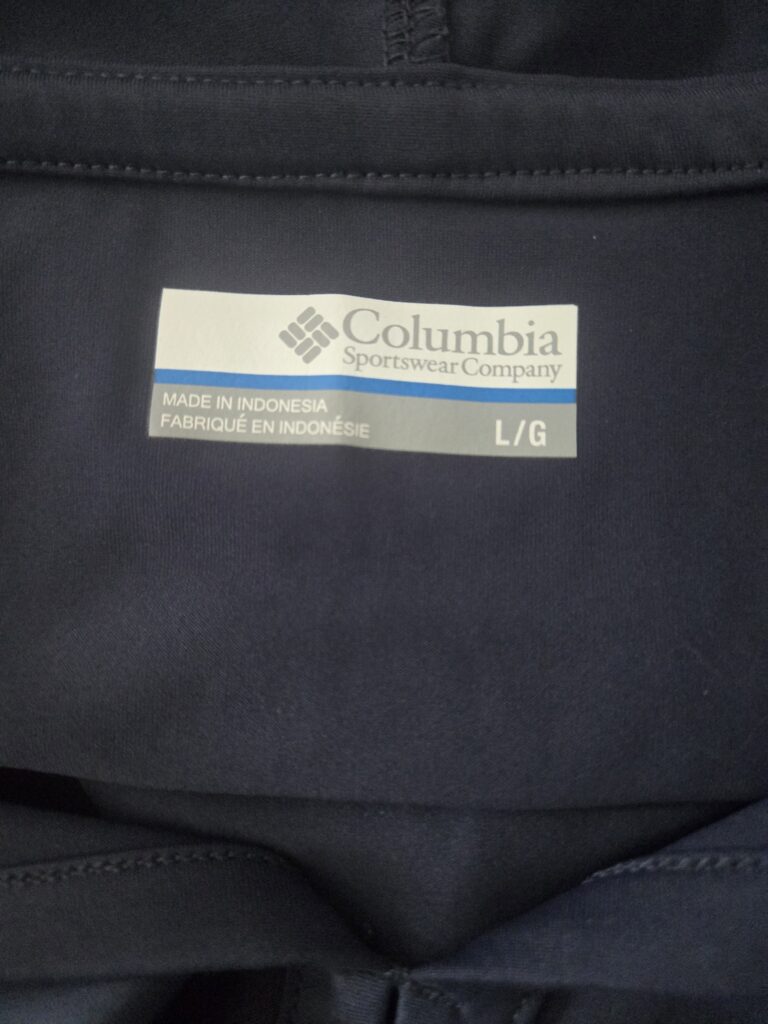 Columbia
Sportswear Company
MADE IN INDONESIA
FABRIQUÉ EN INDONÉSIE
L/G